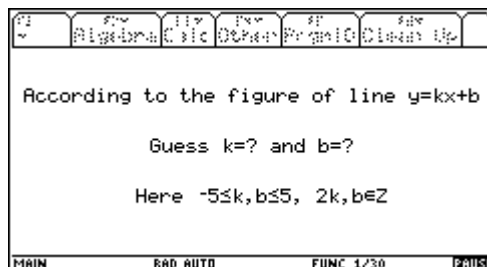 Algebra Calc Other PrgmIO Clean Up
According to the figure of line y=kx+b
Guess k=? and b=?
Here -5≤k,b≤5, 2k,b∈Z
MAIN RAD AUTO FUNC 1/30 PAUSE